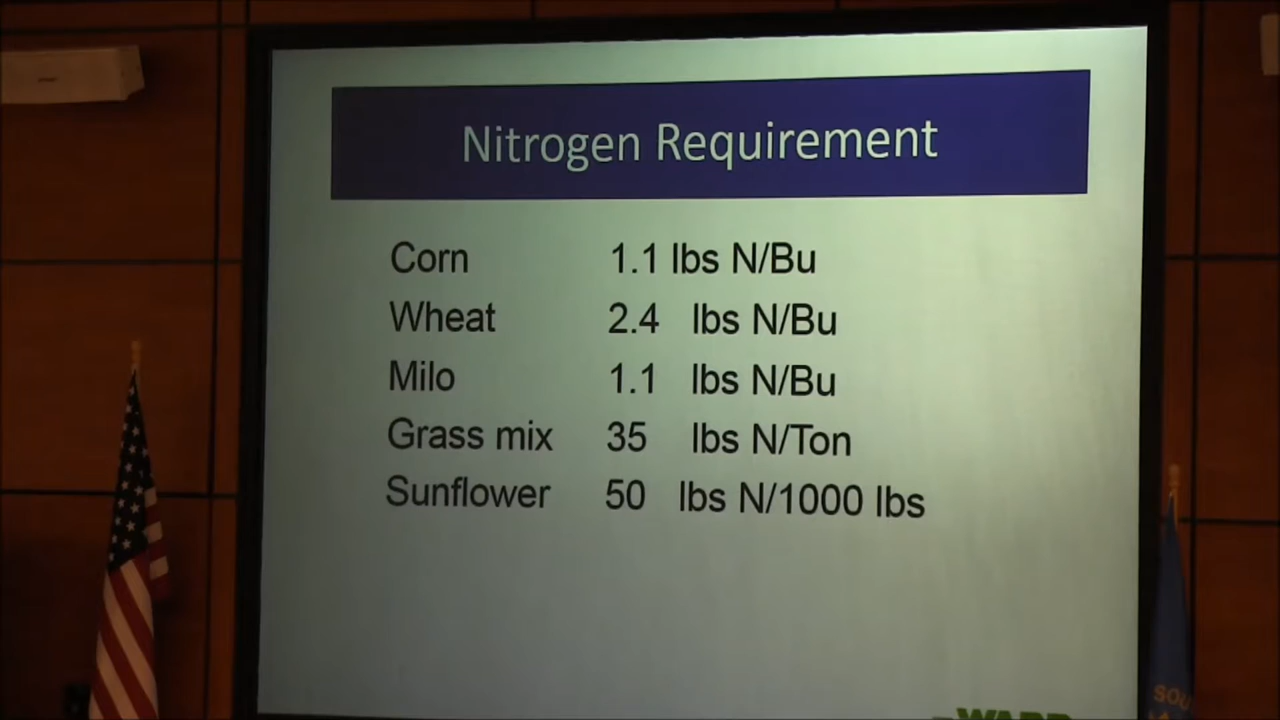 Nitrogen Requirement
Corn 1.1 lbs N/Bu
Wheat 2.4 lbs N/Bu
Milo 1.1 lbs N/Bu
Grass mix 35 lbs N/Ton
Sunflower 50 lbs N/1000 lbs
SOU